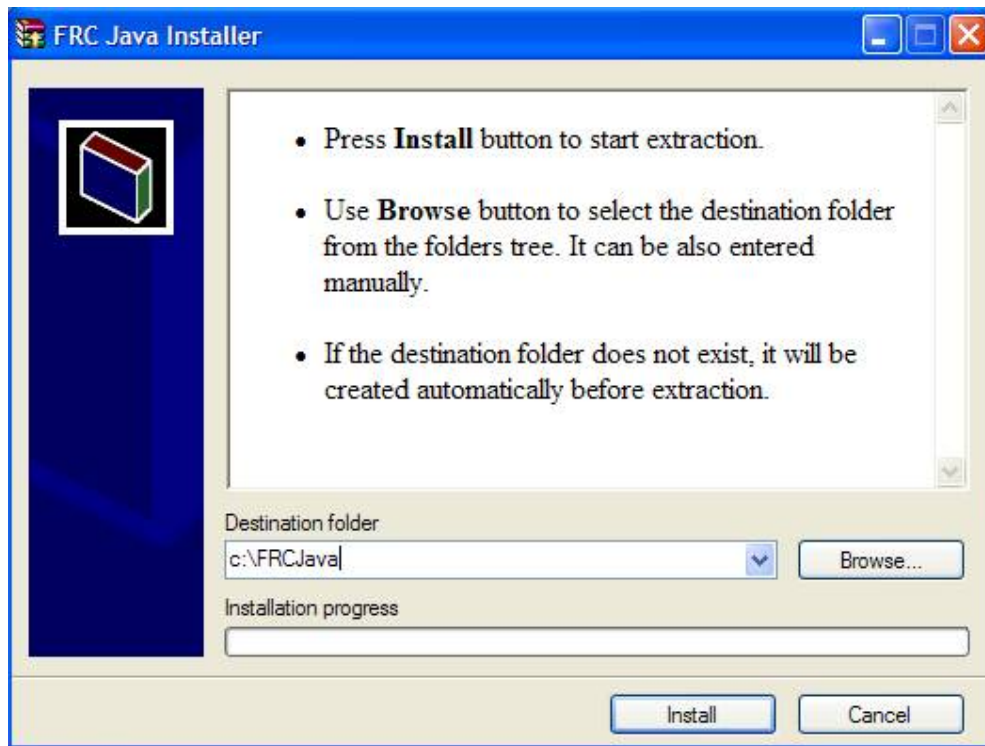 FRC Java Installer
Press Install button to start extraction.
Use Browse button to select the destination folder
from the folders tree. It can be also entered
manually.
If the destination folder does not exist, it will be
created automatically before extraction.
Destination folder
c:\FRCJava
Browse...
Installation progress
Install
Cancel